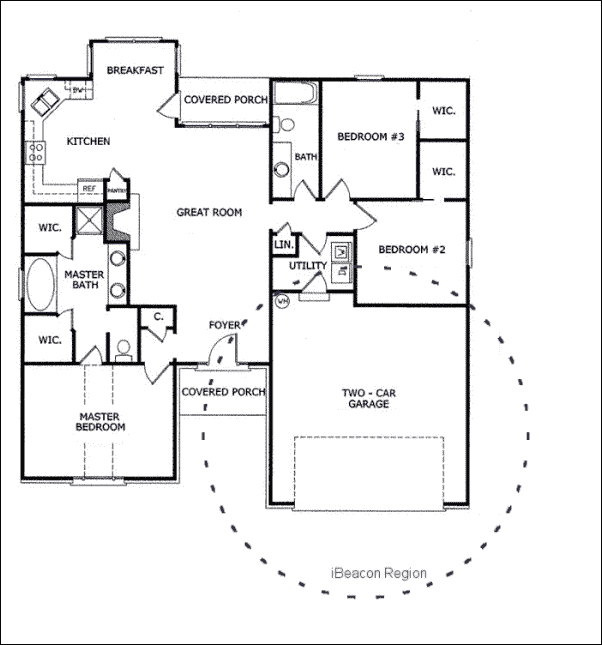 BREAKFAST
DW
COVERED PORCH
WIC.
BEDROOM #3
KITCHEN
BATH
WIC.
REF
PANTRY
GREAT ROOM
WIC.
LIN.
BEDROOM #2
UTILITY
W
MASTER
BATH
WH
C.
FOYER
WIC.
COVERED PORCH
TWO - CAR
GARAGE
MASTER
BEDROOM
iBeacon Region